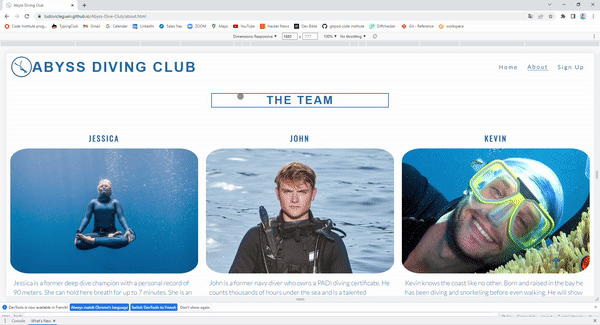 Abyss Dive Club
ludovicleguen.github.io/Abyss-Dive-Club/about.html
Code Institute prog...
TypingClub
Gmail
Calendar
LinkedIn
Sales Nav
ZOOM
Maps
YouTube
Hacker News
Dev Bible
gitpod code institute
Diffchecker
Git - Reference
workspace
Dimensions: Responsive
100%
No throttling
ABYSS DIVING CLUB
Home About Sign Up
THE TEAM
JESSICA
JOHN
KEVIN
Jessica is a former deep dive champion with a personal record of
90 meters. She can hold here breath for up to 7 minutes. She is an
John is a former navy diver who owns a PADI diving certificate. He
counts thousands of hours under the sea and is a talented
Kevin knows the coast like no other. Born and raised in the bay he
has been diving and snorkeling before even walking. He will show
DevTools is now available in French!
Always match Chrome's language
Switch DevTools to French
Don't show again
Console
What's New